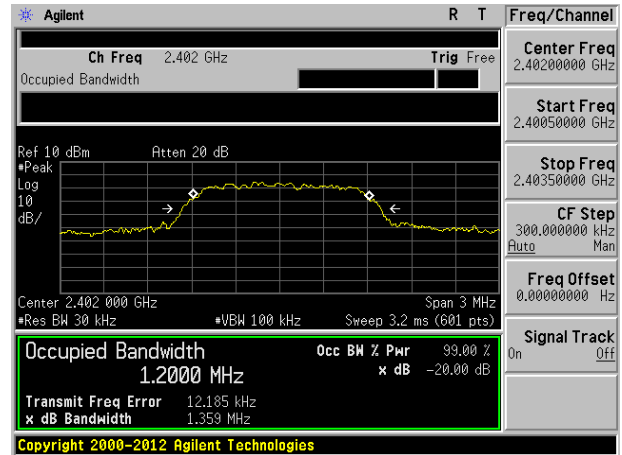 Agilent R T Freq/Channel
Ch Freq 2.402 GHz Trig Free
Occupied Bandwidth
Center Freq
2.40200000 GHz
Start Freq
2.40050000 GHz
Stop Freq
2.40350000 GHz
CF Step
300.000000 kHz
Auto Man
Freq Offset
0.00000000 Hz
Signal Track
On Off
Ref 10 dBm Atten 20 dB
#Peak
Log
10
dB/
Center 2.402 000 GHz Span 3 MHz
#Res BW 30 kHz #VBW 100 kHz Sweep 3.2 ms (601 pts)
Occupied Bandwidth Occ BW % Pwr 99.00 %
1.2000 MHz x dB -20.00 dB
Transmit Freq Error 12.185 kHz
x dB Bandwidth 1.359 MHz
Copyright 2000-2012 Agilent Technologies